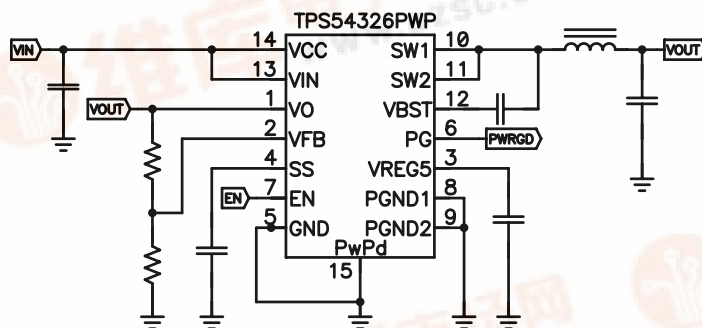 TPS54326PWP
VIN 14 VCC SW1 10 VOUT
13 VIN SW2 11
VOUT 1 VO VBST 12
2 VFB PG 6 PWRGD
4 SS VREG5 3
EN 7 EN PGND1 8
5 GND PGND2 9
PwPd
15